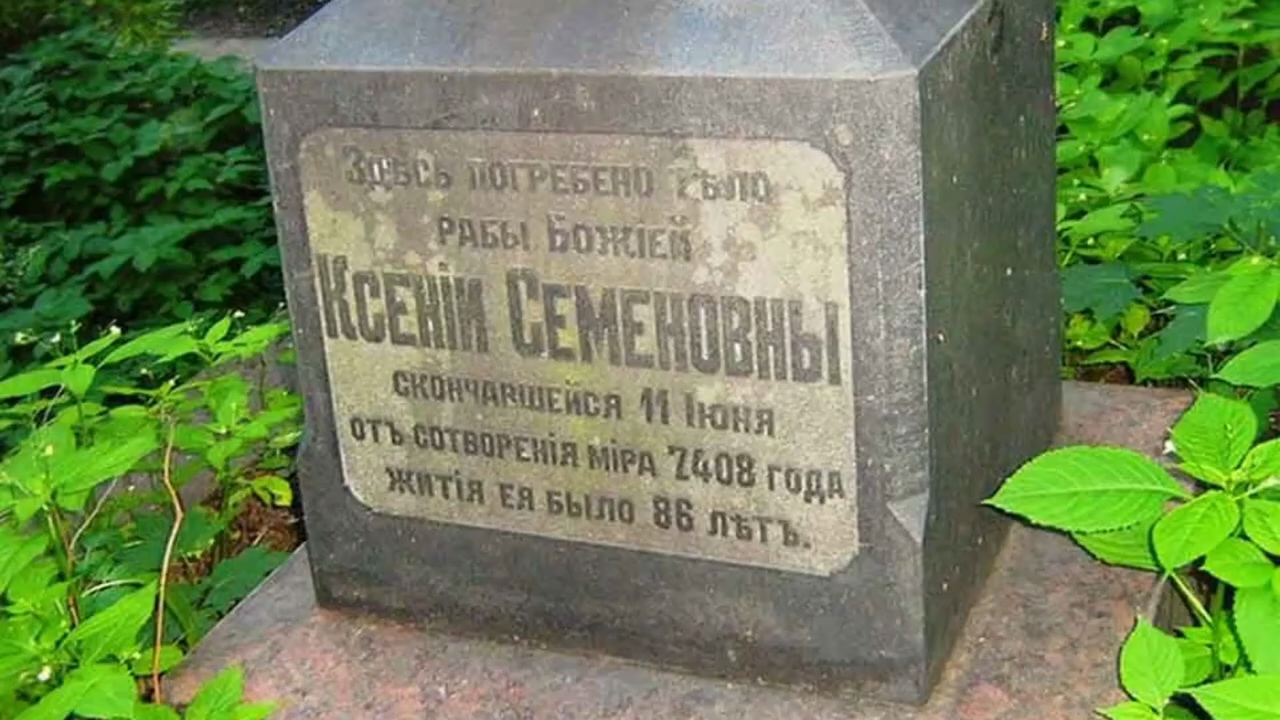 Здѣсь погребено тѣло
рабы Божіей
Ксеніи Семеновны
скончавшейся 11 Іюня
отъ сотворенія міра 7408 года
житія ея было 86 лѣтъ.